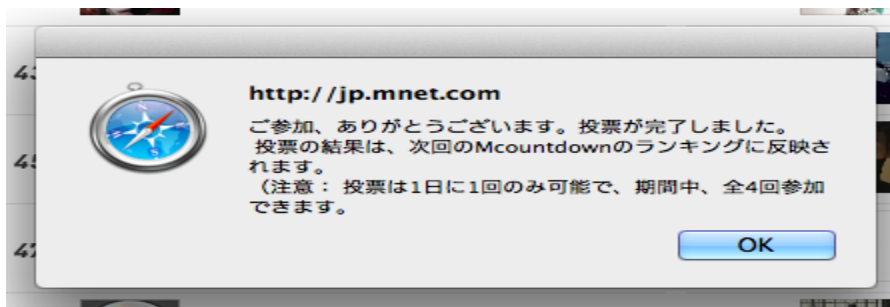 http://jp.mnet.com
ご参加、ありがとうございます。投票が完了しました。
投票の結果は、次回のMcountdownのランキングに反映さ
れます。
（注意： 投票は1日に1回のみ可能で、期間中、全4回参加
できます。
OK
43
45
47